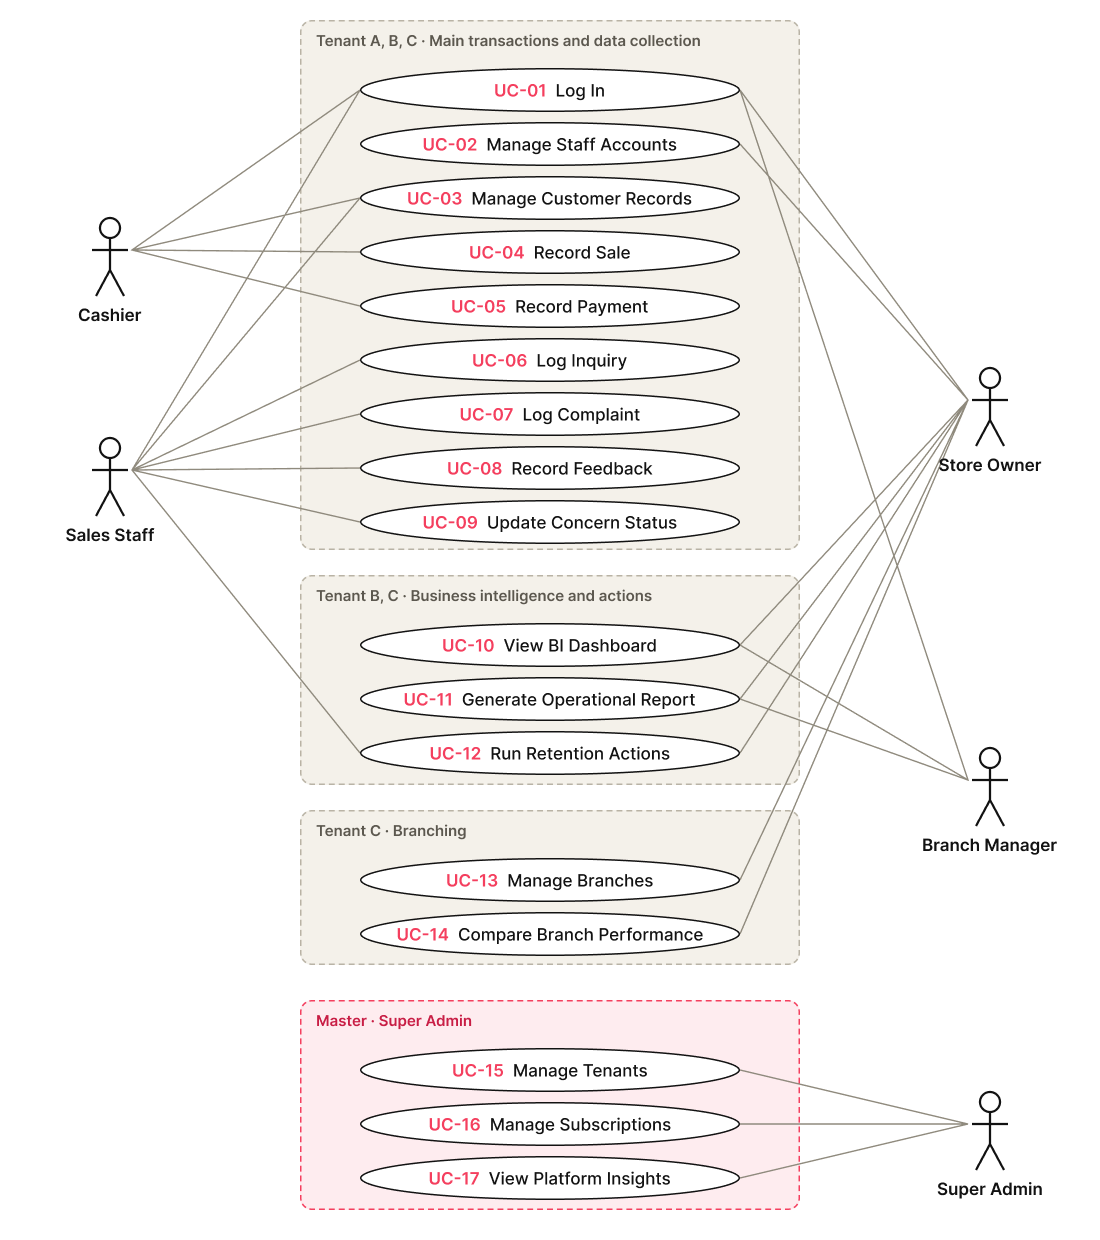 Tenant A, B, C · Main transactions and data collection
UC-01 Log In
UC-02 Manage Staff Accounts
UC-03 Manage Customer Records
UC-04 Record Sale
UC-05 Record Payment
UC-06 Log Inquiry
UC-07 Log Complaint
UC-08 Record Feedback
UC-09 Update Concern Status
Cashier
Sales Staff
Store Owner
Tenant B, C · Business intelligence and actions
UC-10 View BI Dashboard
UC-11 Generate Operational Report
UC-12 Run Retention Actions
Branch Manager
Tenant C · Branching
UC-13 Manage Branches
UC-14 Compare Branch Performance
Master · Super Admin
UC-15 Manage Tenants
UC-16 Manage Subscriptions
UC-17 View Platform Insights
Super Admin